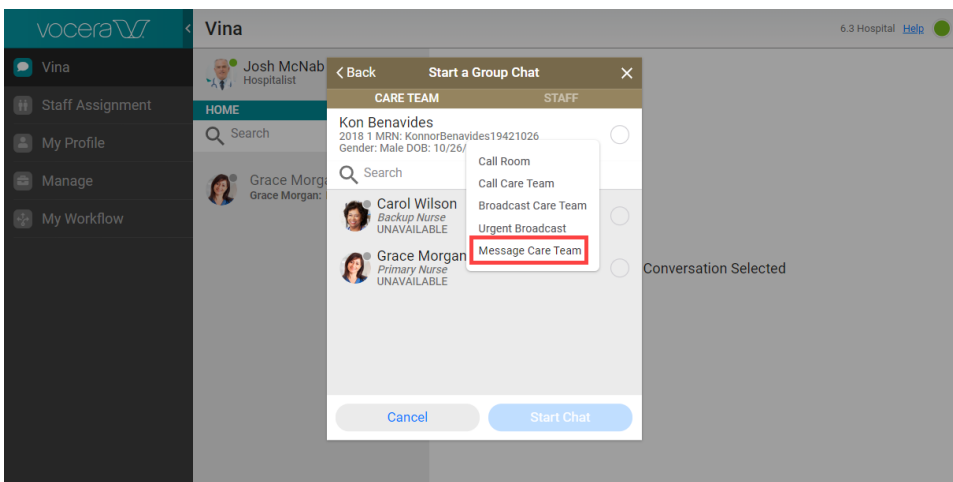 vocera
Vina
6.3 Hospital Help
Vina
Staff Assignment
My Profile
Manage
My Workflow
Josh McNab
Hospitalist
HOME
Search
Grace Morga
Grace Morgan:
Back
Start a Group Chat
CARE TEAM
STAFF
Kon Benavides
2018 1 MRN: KonnorBenavides19421026
Gender: Male DOB: 10/26/
Search
Carol Wilson
Backup Nurse
UNAVAILABLE
Grace Morgan
Primary Nurse
UNAVAILABLE
Call Room
Call Care Team
Broadcast Care Team
Urgent Broadcast
Message Care Team
Conversation Selected
Cancel
Start Chat